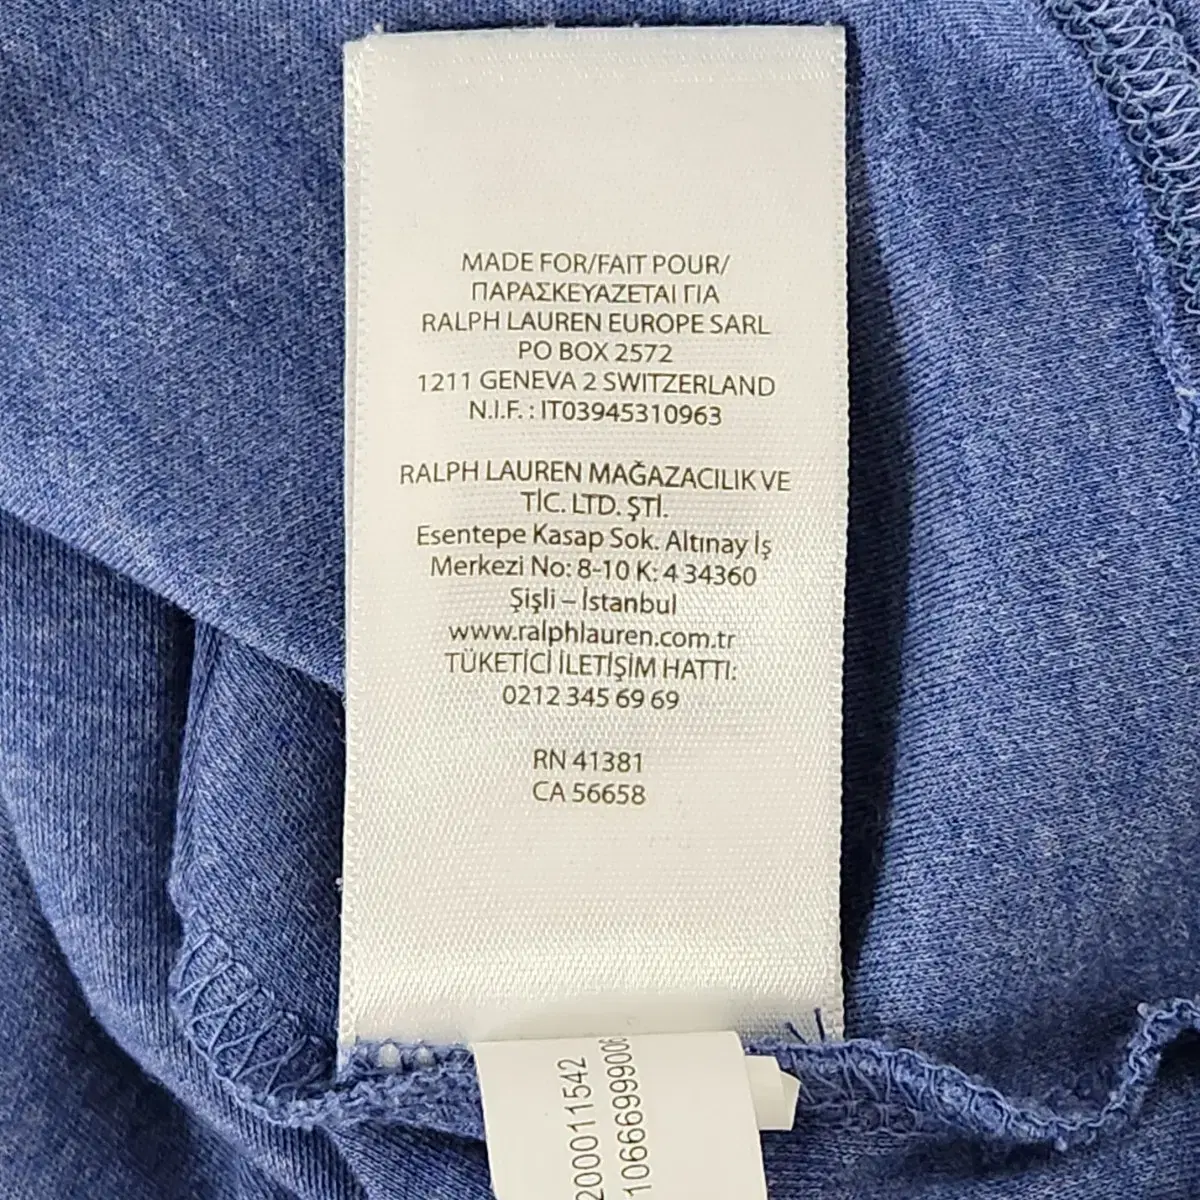 MADE FOR/FAIT POUR/
ΠΑΡΑΣΚΕΥΑΖΕΤΑΙ ΓΙΑ
RALPH LAUREN EUROPE SARL
PO BOX 2572
1211 GENEVA 2 SWITZERLAND
N.I.F. : IT03945310963
RALPH LAUREN MAĞAZACILIK VE
TİC. LTD. ŞTİ.
Esentepe Kasap Sok. Altınay İş
Merkezi No: 8-10 K: 4 34360
Şişli – İstanbul
www.ralphlauren.com.tr
TÜKETİCİ İLETİŞİM HATTI:
0212 345 69 69
RN 41381
CA 56658